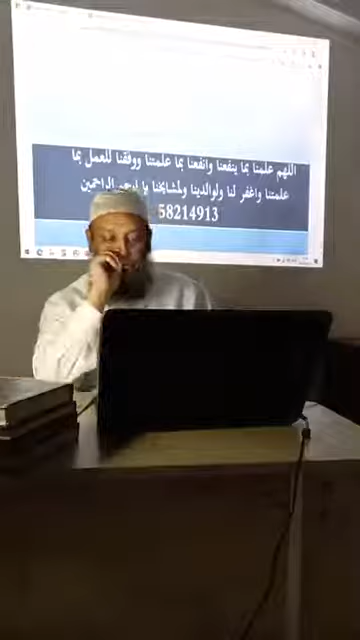 اللهم علمنا بما ينفعنا وانفعنا بما علمتنا ووفقنا للعمل بما
علمتنا واغفر لنا ولوالدينا ولمشايخنا يا ارحم الراحمين
58214913